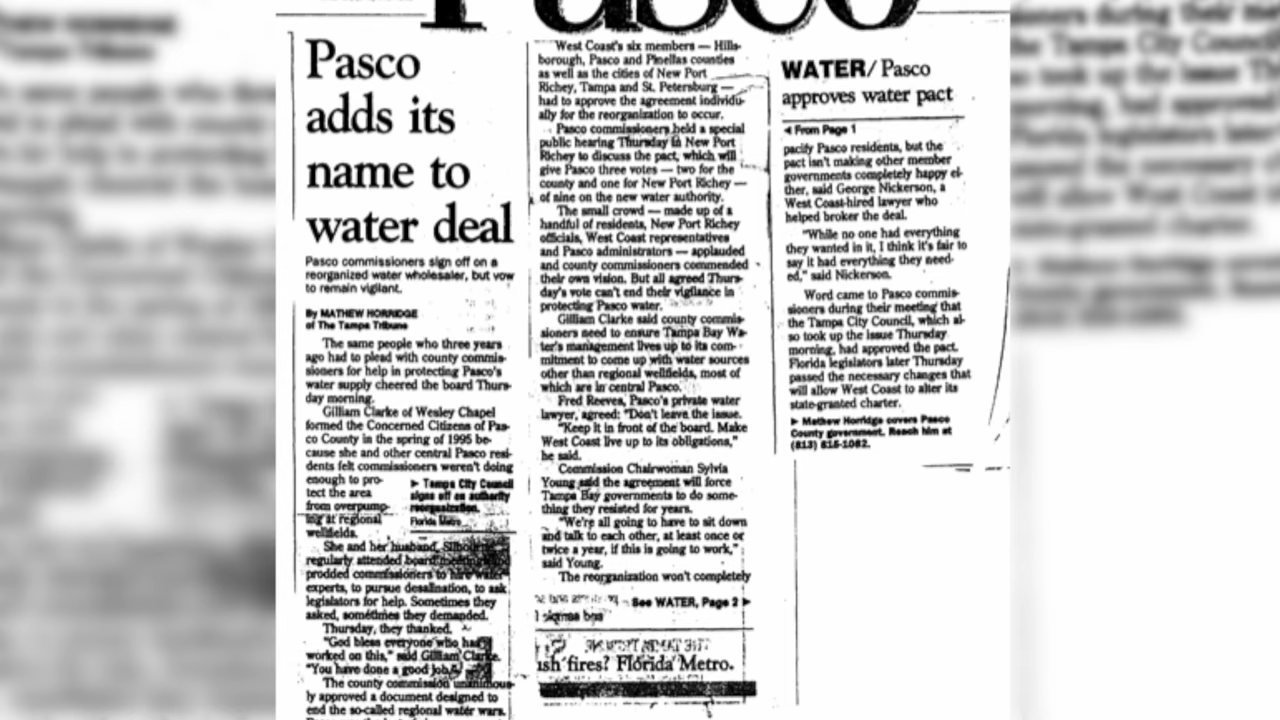 Pasco
Pasco
adds its
name to
water deal
Pasco commissioners sign off on a
reorganized water wholesaler, but vow
to remain vigilant.
By MATHEW HORRIDGE
of The Tampa Tribune
The same people who three years
ago had to plead with county commis-
sioners for help in protecting Pasco's
water supply cheered the board Thurs-
day morning.
Gilliam Clarke of Wesley Chapel
formed the Concerned Citizens of Pas-
co County in the spring of 1995 be-
cause she and other central Pasco resi-
dents felt commissioners weren't doing
enough to pro-
tect the area
from overpump-
ing at regional
wellfields.
▶ Tampa City Council
signs off on authority
reorganization.
Florida Metro
She and her husband,
regularly attended board
prodded commissioners to hire water
experts, to pursue desalination, to ask
legislators for help. Sometimes they
asked, sometimes they demanded.
Thursday, they thanked.
"God bless everyone who had
worked on this," said Gilliam Clarke.
"You have done a good job."
The county commission unanimous-
ly approved a document designed to
end the so-called regional water wars.
West Coast's six members — Hills-
borough, Pasco and Pinellas counties
as well as the cities of New Port
Richey, Tampa and St. Petersburg —
had to approve the agreement individu-
ally for the reorganization to occur.
Pasco commissioners held a special
public hearing Thursday in New Port
Richey to discuss the pact, which will
give Pasco three votes — two for the
county and one for New Port Richey —
of nine on the new water authority.
The small crowd — made up of a
handful of residents, New Port Richey
officials, West Coast representatives
and Pasco administrators — applauded
and county commissioners commended
their own vision. But all agreed Thurs-
day's vote can't end their vigilance in
protecting Pasco water.
Gilliam Clarke said county commis-
sioners need to ensure Tampa Bay Wa-
ter's management lives up to its com-
mitment to come up with water sources
other than regional wellfields, most of
which are in central Pasco.
Fred Reeves, Pasco's private water
lawyer, agreed: "Don't leave the issue.
"Keep it in front of the board. Make
West Coast live up to its obligations,"
he said.
Commission Chairwoman Sylvia
Young said the agreement will force
Tampa Bay governments to do some-
thing they resisted for years.
"We're all going to have to sit down
and talk to each other, at least once or
twice a year, if this is going to work,"
said Young.
The reorganization won't completely
See WATER, Page 2 ▶
ush fires? Florida Metro.
WATER/ Pasco
approves water pact
◀ From Page 1
pacify Pasco residents, but the
pact isn't making other member
governments completely happy ei-
ther, said George Nickerson, a
West Coast-hired lawyer who
helped broker the deal.
"While no one had everything
they wanted in it, I think it's fair to
say it had everything they need-
ed," said Nickerson.
Word came to Pasco commis-
sioners during their meeting that
the Tampa City Council, which al-
so took up the issue Thursday
morning, had approved the pact.
Florida legislators later Thursday
passed the necessary changes that
will allow West Coast to alter its
state-granted charter.
▶ Mathew Horridge covers Pasco
County government. Reach him at
(813) 815-1082.